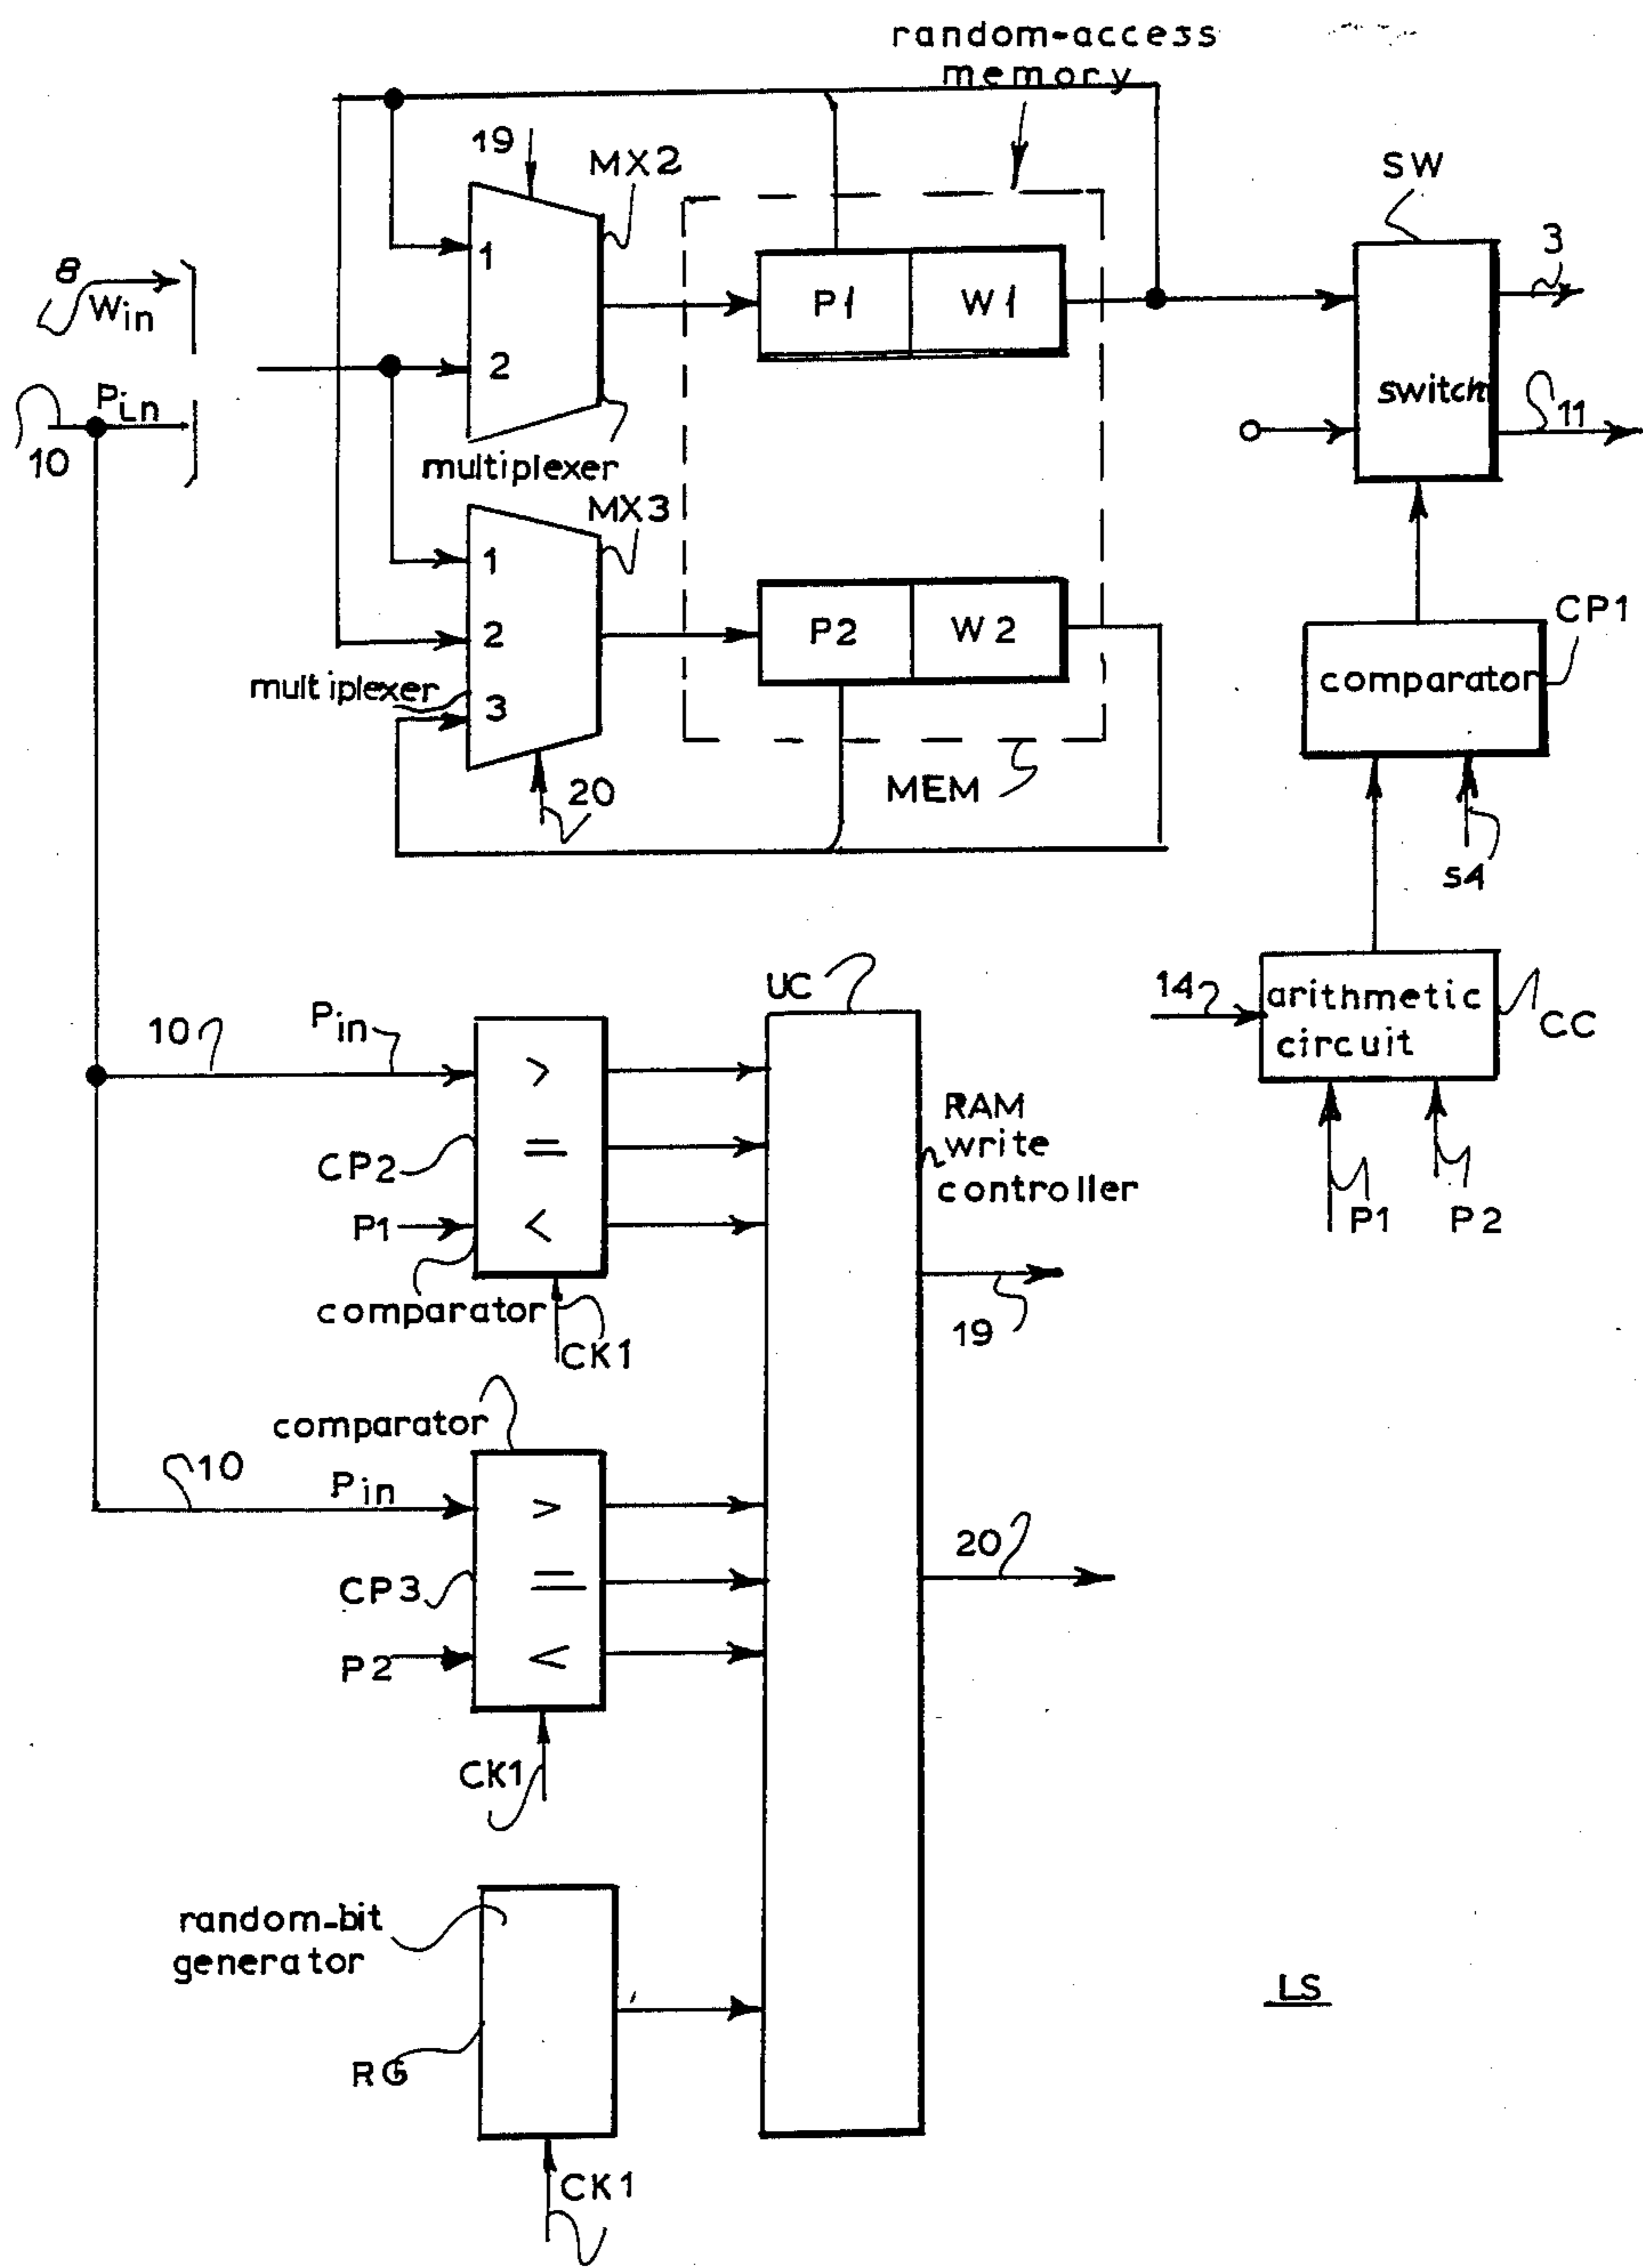 random-access
memory
19
MX2
SW
8
Win
3
1
P1
W1
2
switch
Pin
11
10
multiplexer
MX3
1
2
P2
W2
CP1
multiplexer
comparator
3
20
MEM
s4
UC
14
arithmetic
circuit
CC
10
Pin
>
RAM
write
controller
CP2
=
P1
<
P1
P2
comparator
19
CK1
comparator
10
Pin
>
20
CP3
=
P2
<
CK1
random-bit
generator
LS
RG
CK1